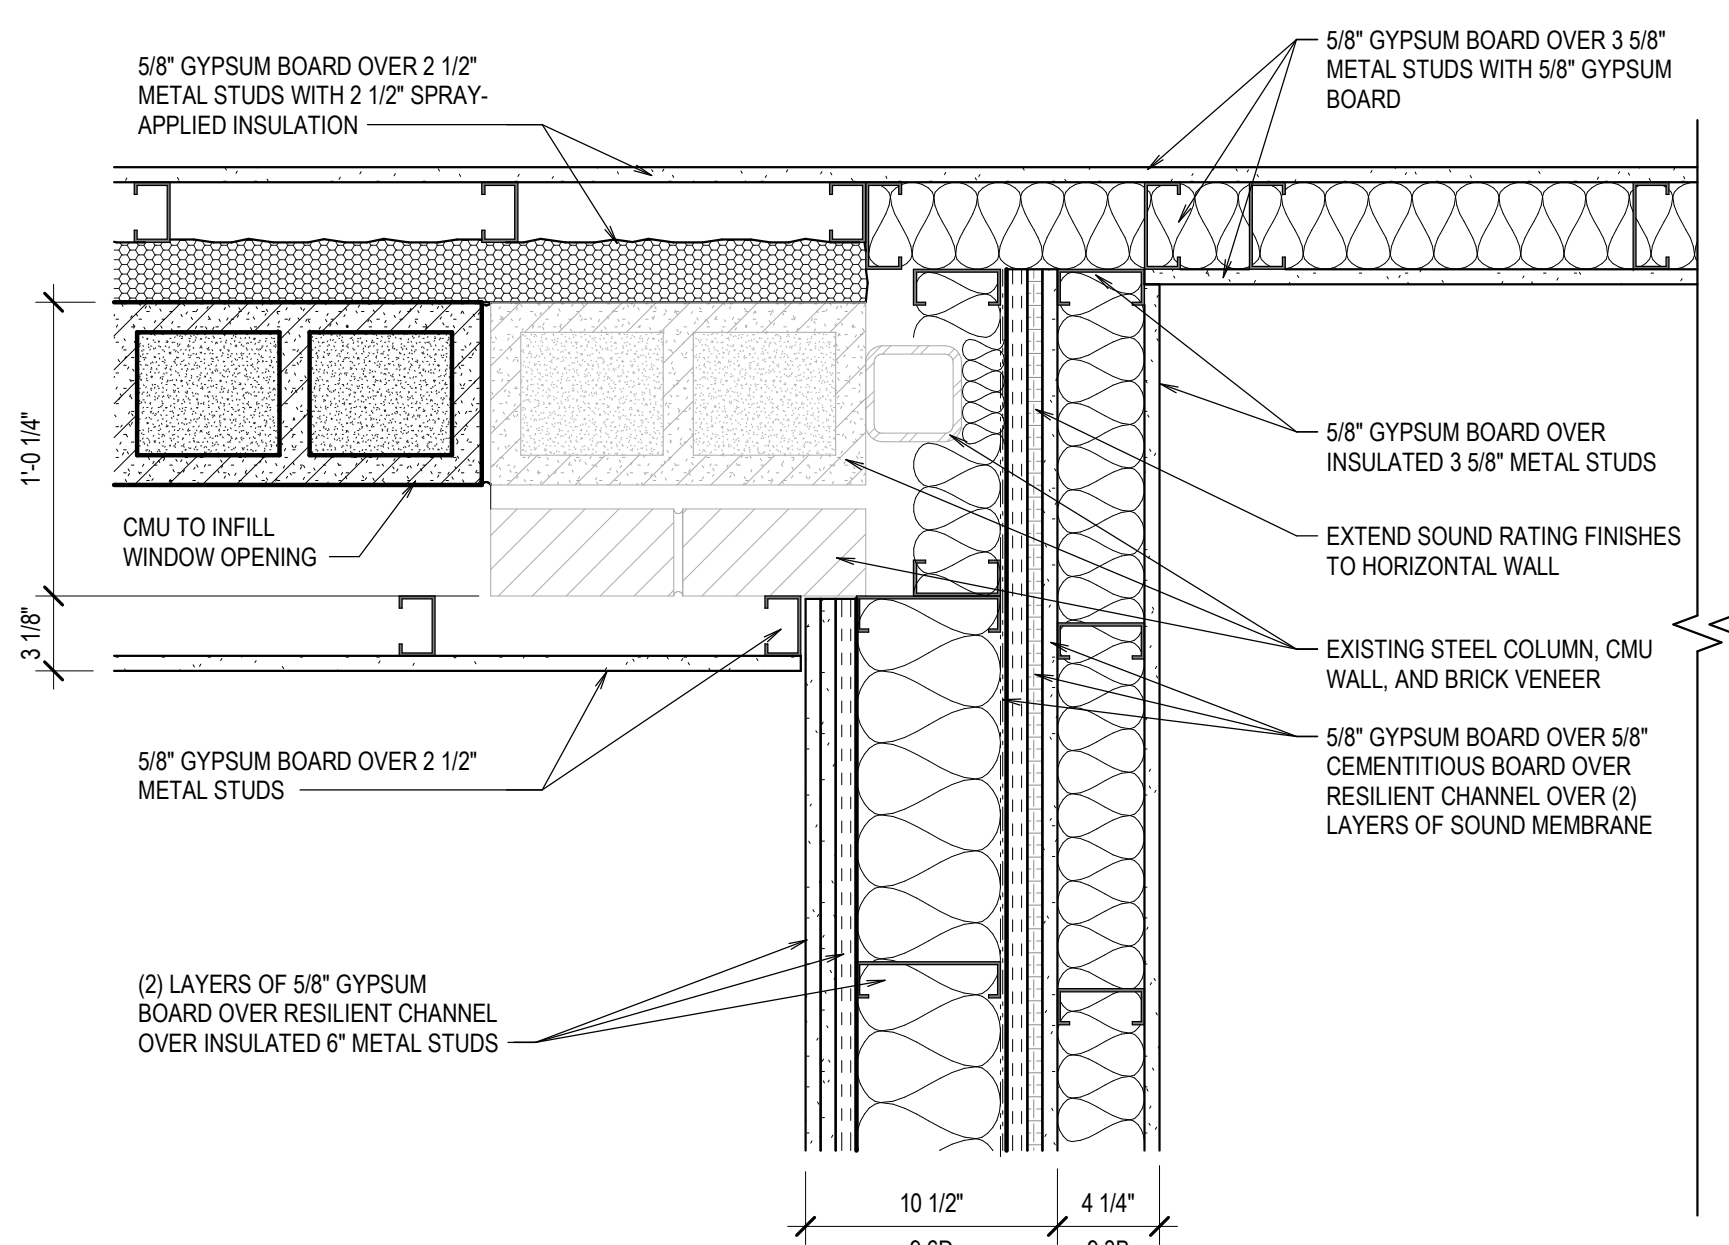 5/8" GYPSUM BOARD OVER 2 1/2"
METAL STUDS WITH 2 1/2" SPRAY-
APPLIED INSULATION
5/8" GYPSUM BOARD OVER 3 5/8"
METAL STUDS WITH 5/8" GYPSUM
BOARD
1'-0 1/4"
CMU TO INFILL
WINDOW OPENING
5/8" GYPSUM BOARD OVER
INSULATED 3 5/8" METAL STUDS
EXTEND SOUND RATING FINISHES
TO HORIZONTAL WALL
3 1/8"
EXISTING STEEL COLUMN, CMU
WALL, AND BRICK VENEER
5/8" GYPSUM BOARD OVER 2 1/2"
METAL STUDS
5/8" GYPSUM BOARD OVER 5/8"
CEMENTITIOUS BOARD OVER
RESILIENT CHANNEL OVER (2)
LAYERS OF SOUND MEMBRANE
(2) LAYERS OF 5/8" GYPSUM
BOARD OVER RESILIENT CHANNEL
OVER INSULATED 6" METAL STUDS
10 1/2"
4 1/4"